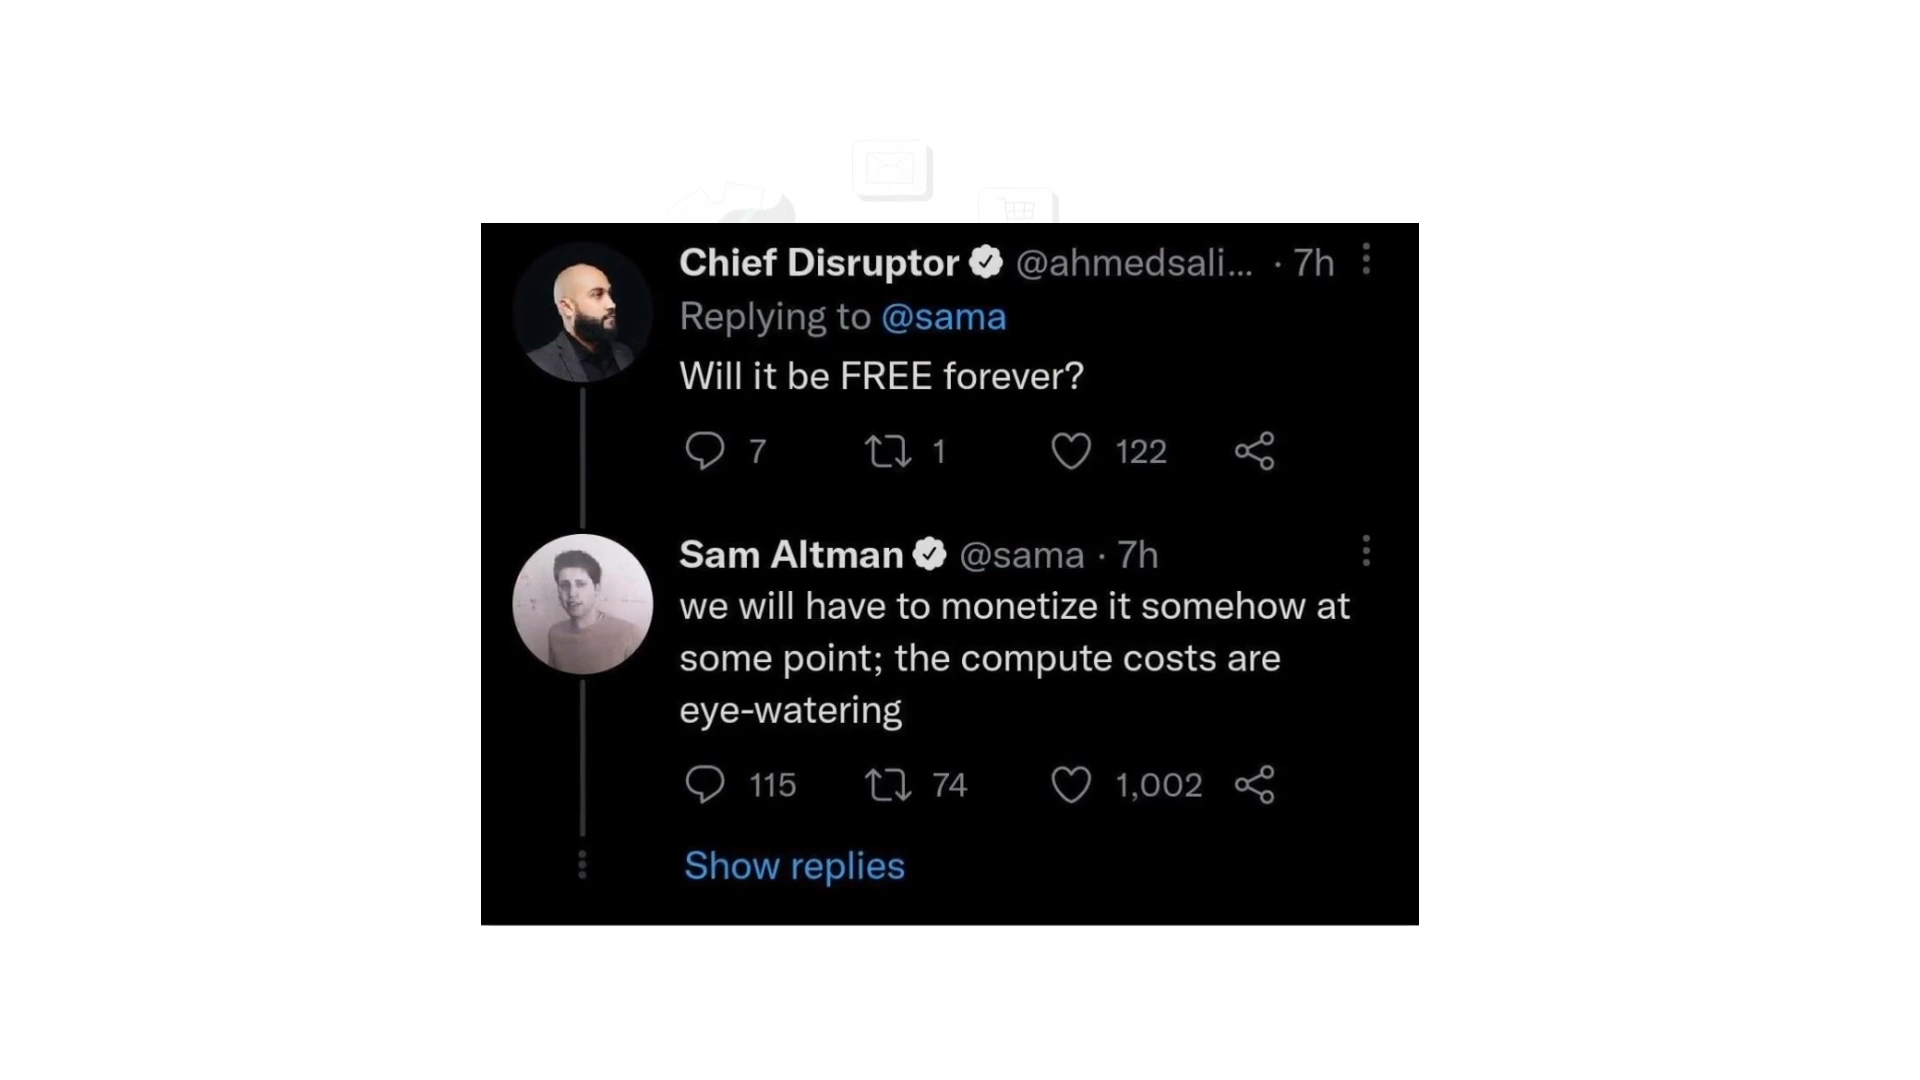 Chief Disruptor @ahmedsali... · 7h
Replying to @sama
Will it be FREE forever?
7 1 122
Sam Altman @sama · 7h
we will have to monetize it somehow at
some point; the compute costs are
eye-watering
115 74 1,002
Show replies